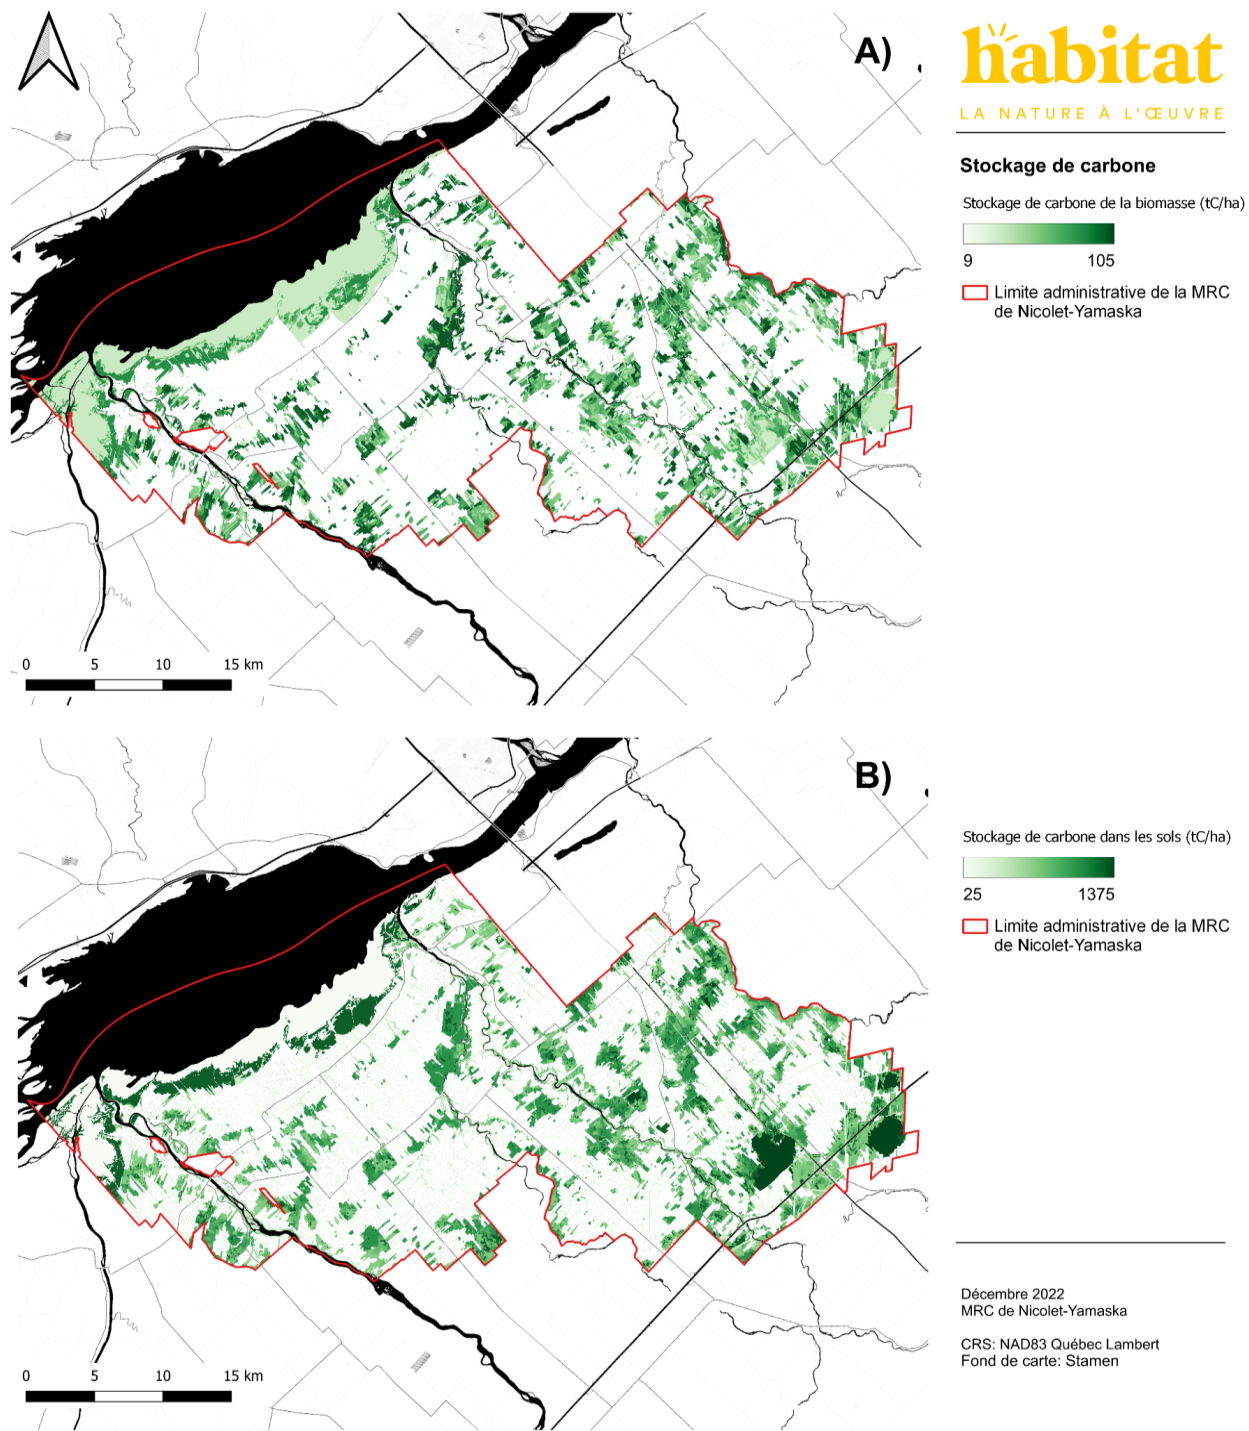 A)
habitat
LA NATURE À L'ŒUVRE
Stockage de carbone
Stockage de carbone de la biomasse (tC/ha)
9 105
Limite administrative de la MRC
de Nicolet-Yamaska
0 5 10 15 km
B)
Stockage de carbone dans les sols (tC/ha)
25 1375
Limite administrative de la MRC
de Nicolet-Yamaska
0 5 10 15 km
Décembre 2022
MRC de Nicolet-Yamaska
CRS: NAD83 Québec Lambert
Fond de carte: Stamen